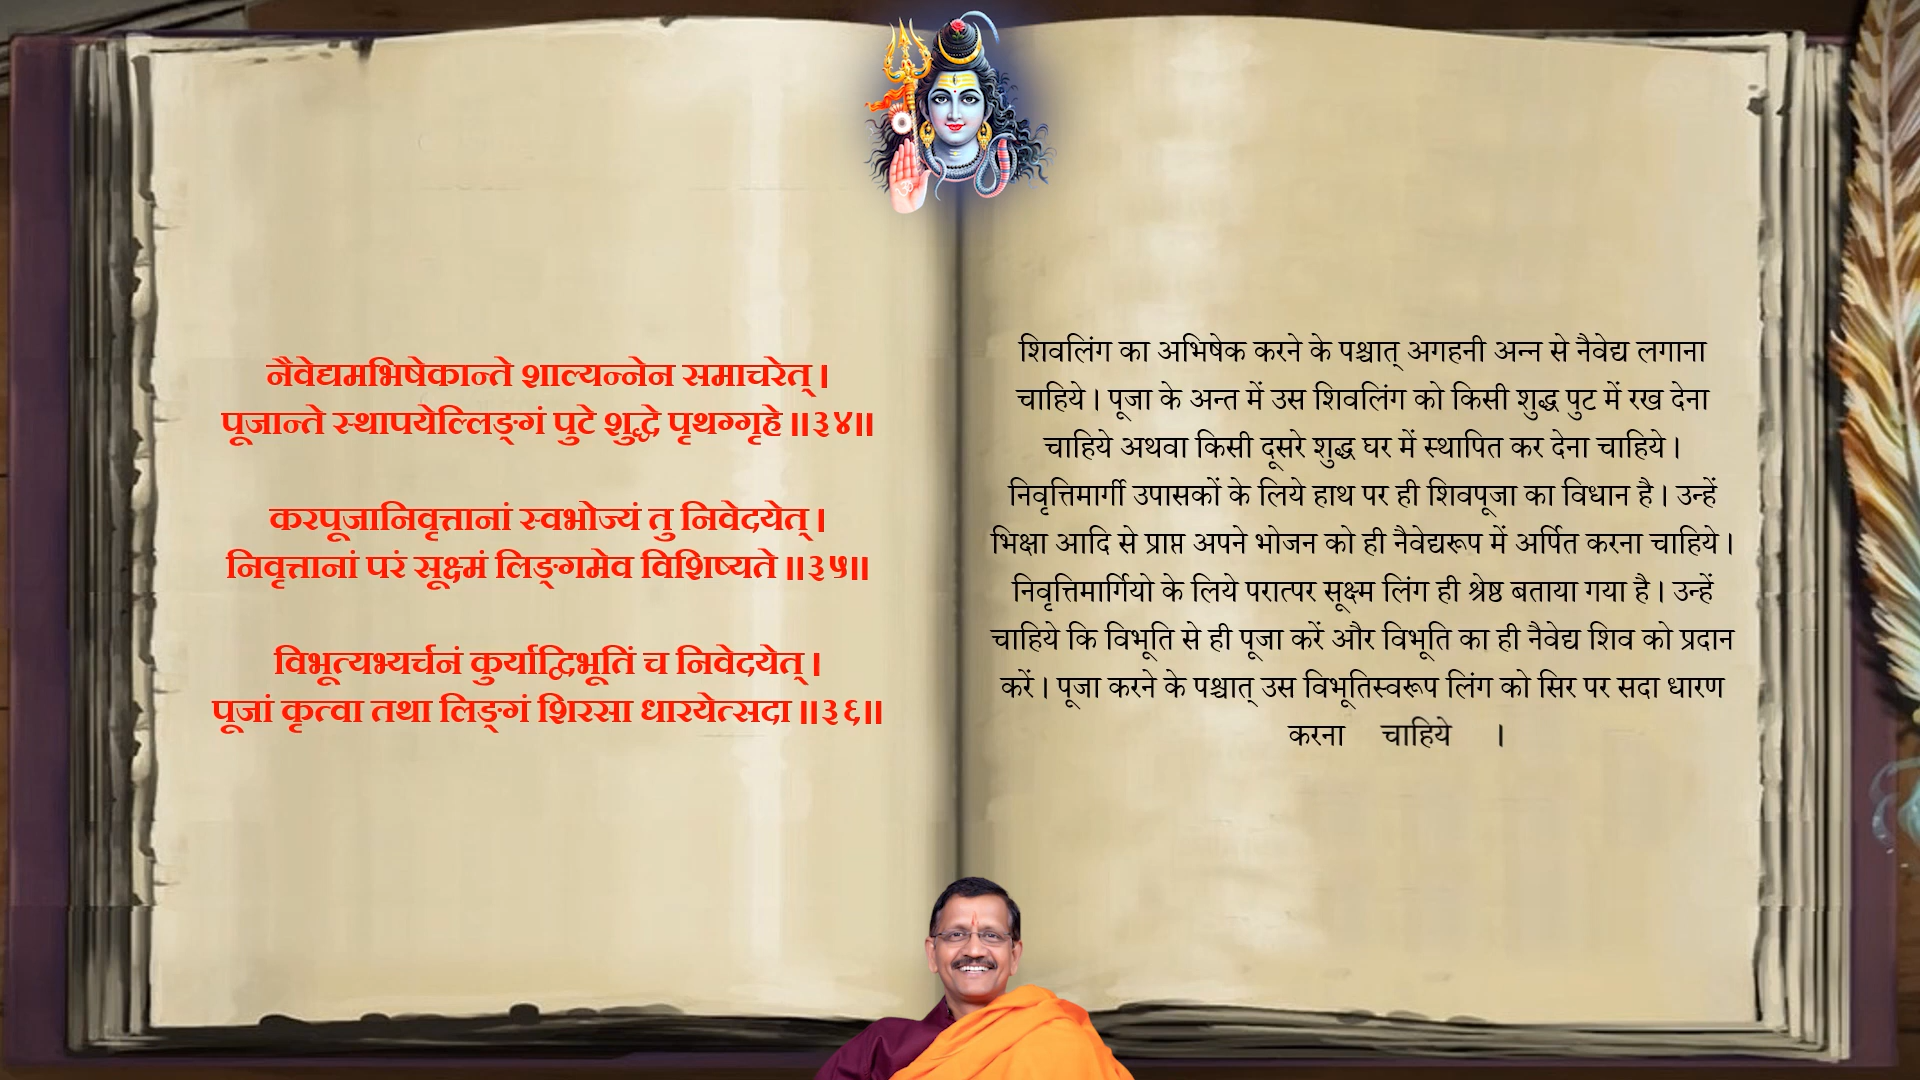 नैवेद्यमभिषेकान्ते शाल्यन्नेन समाचरेत् ।
पूजान्ते स्थापयेल्लिङ्गं पुटे शुद्धे पृथग्गृहे ॥३४॥
करपूजानिवृत्तानां स्वभोज्यं तु निवेदयेत् ।
निवृत्तानां परं सूक्ष्मं लिङ्गमेव विशिष्यते ॥३५॥
विभूत्यभ्यर्चनं कुर्याद्विभूतिं च निवेदयेत् ।
पूजां कृत्वा तथा लिङ्गं शिरसा धारयेत्सदा ॥३६॥
शिवलिंग का अभिषेक करने के पश्चात् अगहनी अन्न से नैवेद्य लगाना
चाहिये । पूजा के अन्त में उस शिवलिंग को किसी शुद्ध पुट में रख देना
चाहिये अथवा किसी दूसरे शुद्ध घर में स्थापित कर देना चाहिये ।
निवृत्तिमार्गी उपासकों के लिये हाथ पर ही शिवपूजा का विधान है । उन्हें
भिक्षा आदि से प्राप्त अपने भोजन को ही नैवेद्यरूप में अर्पित करना चाहिये ।
निवृत्तिमार्गियो के लिये परात्पर सूक्ष्म लिंग ही श्रेष्ठ बताया गया है । उन्हें
चाहिये कि विभूति से ही पूजा करें और विभूति का ही नैवेद्य शिव को प्रदान
करें । पूजा करने के पश्चात् उस विभूतिस्वरूप लिंग को सिर पर सदा धारण
करना चाहिये ।